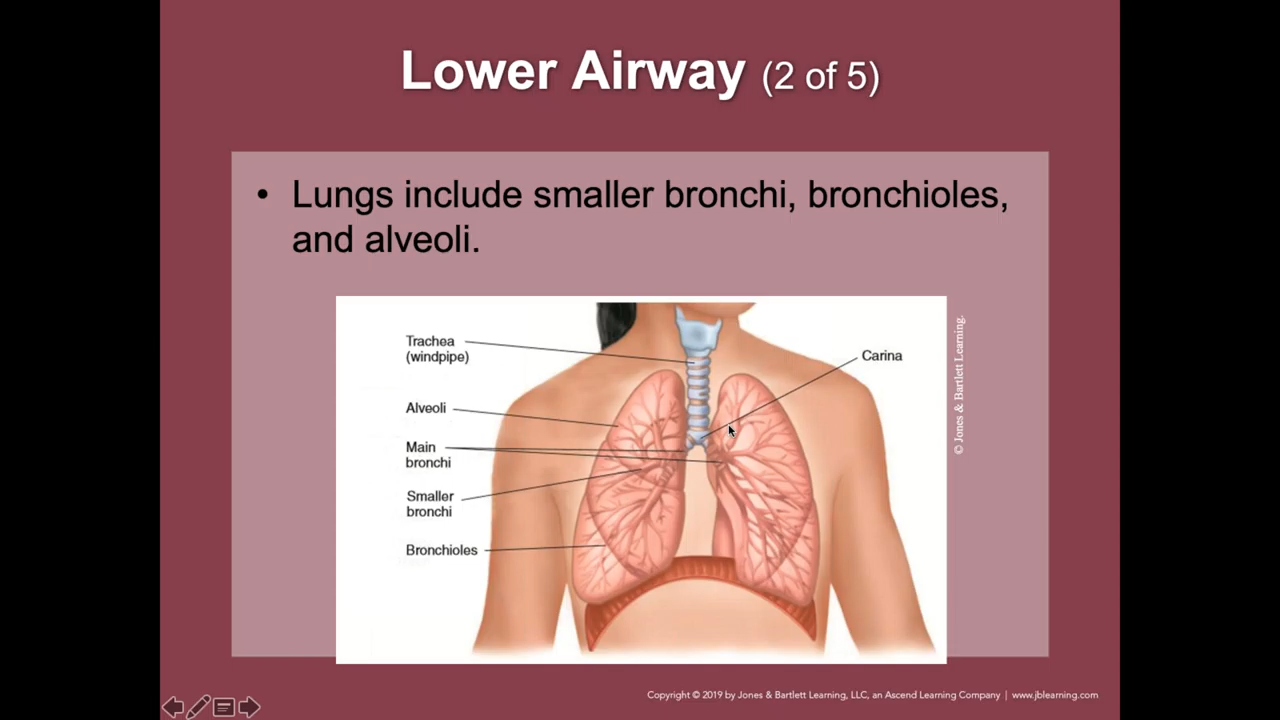 Lower Airway (2 of 5)
• Lungs include smaller bronchi, bronchioles,
and alveoli.
Trachea
(windpipe)
Carina
Alveoli
Main
bronchi
Smaller
bronchi
Bronchioles
© Jones & Bartlett Learning.
Copyright © 2019 by Jones & Bartlett Learning, LLC, an Ascend Learning Company | www.jblearning.com